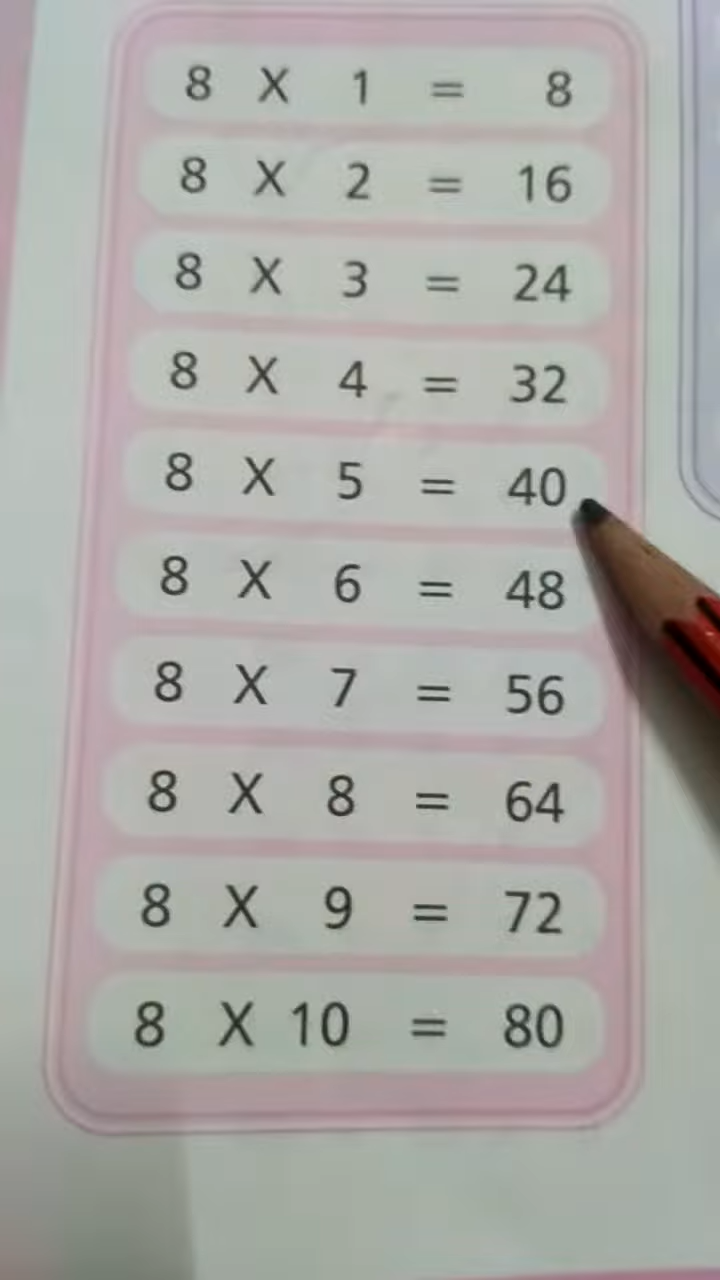 8 X 1 = 8
8 X 2 = 16
8 X 3 = 24
8 X 4 = 32
8 X 5 = 40
8 X 6 = 48
8 X 7 = 56
8 X 8 = 64
8 X 9 = 72
8 X 10 = 80